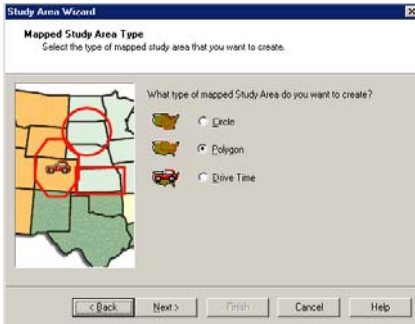 Study Area Wizard
Mapped Study Area Type
Select the type of mapped study area that you want to create.
What type of mapped Study Area do you want to create?
Circle
Polygon
Drive Time
< Back
Next >
Finish
Cancel
Help